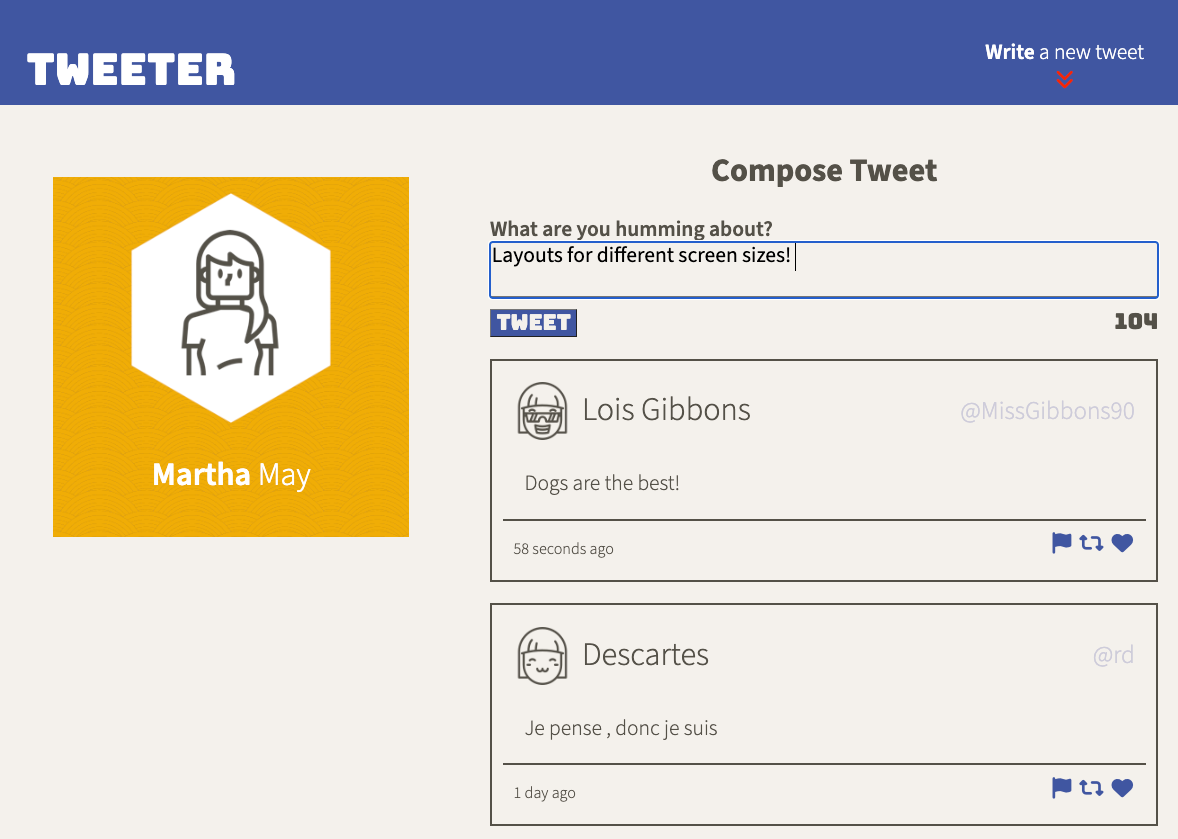 TWEETER
Write a new tweet
Martha May
Compose Tweet
What are you humming about?
Layouts for different screen sizes!
TWEET
104
Lois Gibbons
@MissGibbons90
Dogs are the best!
58 seconds ago
Descartes
@rd
Je pense , donc je suis
1 day ago